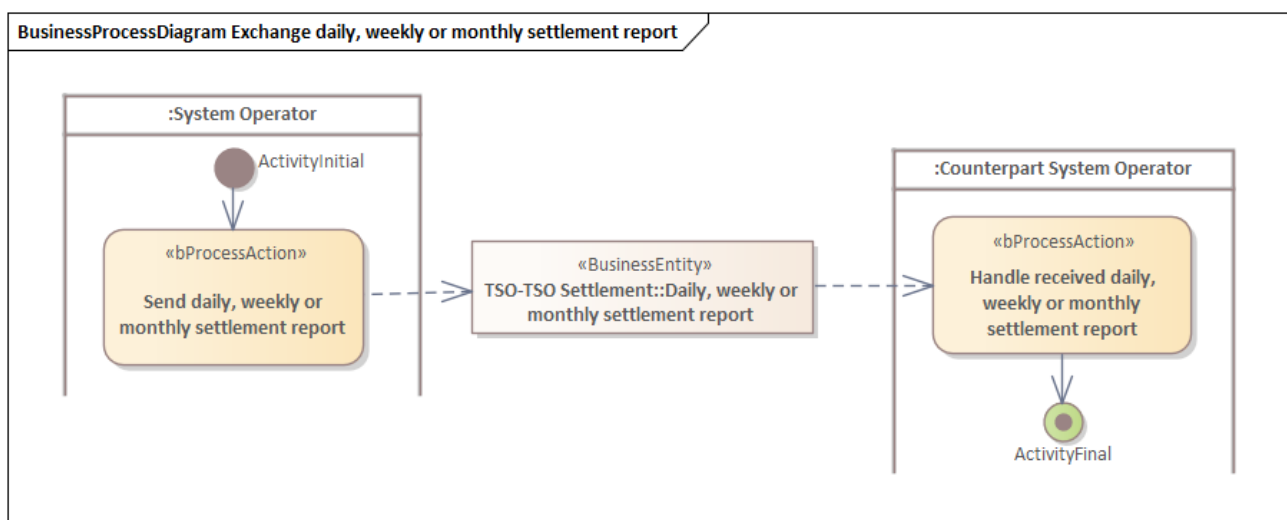 BusinessProcessDiagram Exchange daily, weekly or monthly settlement report
:System Operator
ActivityInitial
«bProcessAction»
Send daily, weekly or
monthly settlement report
«BusinessEntity»
TSO-TSO Settlement::Daily, weekly or
monthly settlement report
:Counterpart System Operator
«bProcessAction»
Handle received daily,
weekly or monthly
settlement report
ActivityFinal